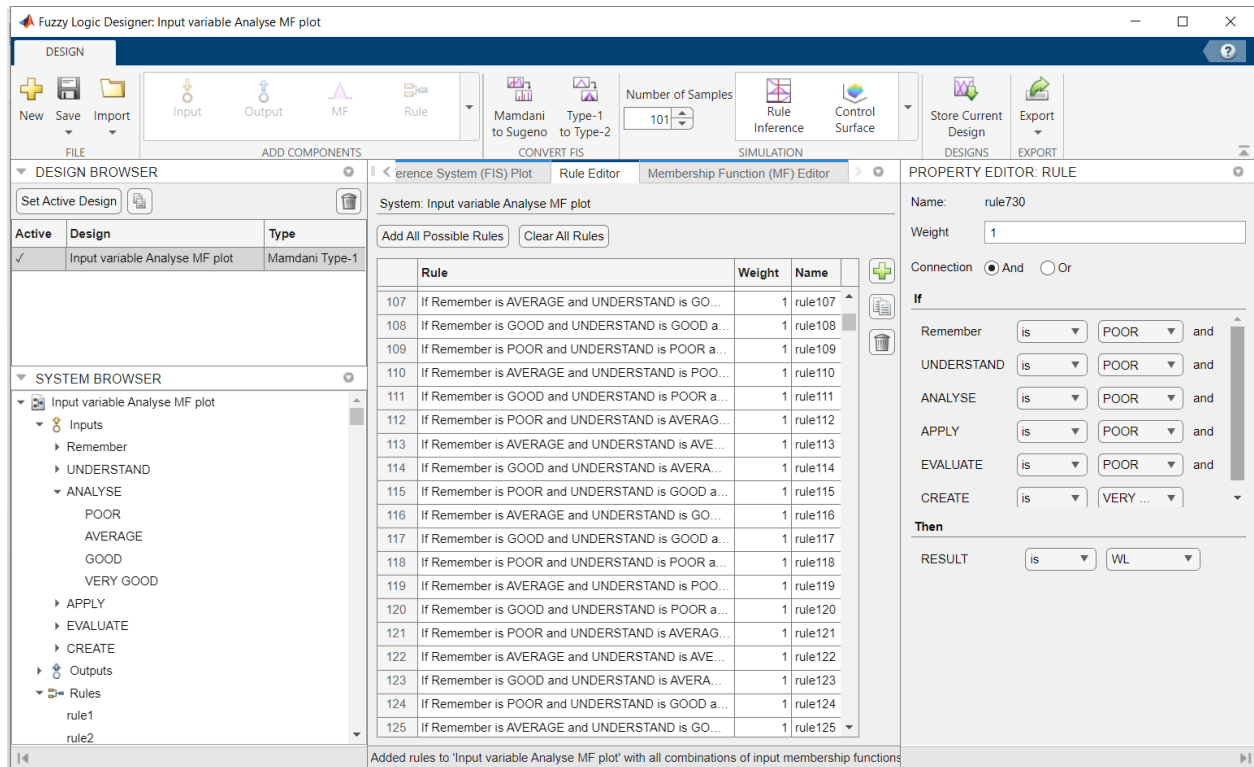 Fuzzy Logic Designer: Input variable Analyse MF plot
DESIGN
?
New
Save
Import
Input
Output
MF
Rule
Mamdani to Sugeno
Type-1 to Type-2
Number of Samples
101
Rule Inference
Control Surface
Store Current Design
Export
FILE
ADD COMPONENTS
CONVERT FIS
SIMULATION
DESIGNS
EXPORT
DESIGN BROWSER
Set Active Design
Active Design Type
✓ Input variable Analyse MF plot Mamdani Type-1
SYSTEM BROWSER
Input variable Analyse MF plot
Inputs
Remember
UNDERSTAND
ANALYSE
POOR
AVERAGE
GOOD
VERY GOOD
APPLY
EVALUATE
CREATE
Outputs
Rules
rule1
rule2
erence System (FIS) Plot
Rule Editor
Membership Function (MF) Editor
System: Input variable Analyse MF plot
Add All Possible Rules
Clear All Rules
Rule Weight Name
107 If Remember is AVERAGE and UNDERSTAND is GO... 1 rule107
108 If Remember is GOOD and UNDERSTAND is GOOD a... 1 rule108
109 If Remember is POOR and UNDERSTAND is POOR a... 1 rule109
110 If Remember is AVERAGE and UNDERSTAND is POO... 1 rule110
111 If Remember is GOOD and UNDERSTAND is POOR a... 1 rule111
112 If Remember is POOR and UNDERSTAND is AVERAG... 1 rule112
113 If Remember is AVERAGE and UNDERSTAND is AVE... 1 rule113
114 If Remember is GOOD and UNDERSTAND is AVERA... 1 rule114
115 If Remember is POOR and UNDERSTAND is GOOD a... 1 rule115
116 If Remember is AVERAGE and UNDERSTAND is GO... 1 rule116
117 If Remember is GOOD and UNDERSTAND is GOOD a... 1 rule117
118 If Remember is POOR and UNDERSTAND is POOR a... 1 rule118
119 If Remember is AVERAGE and UNDERSTAND is POO... 1 rule119
120 If Remember is GOOD and UNDERSTAND is POOR a... 1 rule120
121 If Remember is POOR and UNDERSTAND is AVERAG... 1 rule121
122 If Remember is AVERAGE and UNDERSTAND is AVE... 1 rule122
123 If Remember is GOOD and UNDERSTAND is AVERA... 1 rule123
124 If Remember is POOR and UNDERSTAND is GOOD a... 1 rule124
125 If Remember is AVERAGE and UNDERSTAND is GO... 1 rule125
Added rules to 'Input variable Analyse MF plot' with all combinations of input membership functions
PROPERTY EDITOR: RULE
Name: rule730
Weight 1
Connection And Or
If
Remember is POOR and
UNDERSTAND is POOR and
ANALYSE is POOR and
APPLY is POOR and
EVALUATE is POOR and
CREATE is VERY ...
Then
RESULT is WL